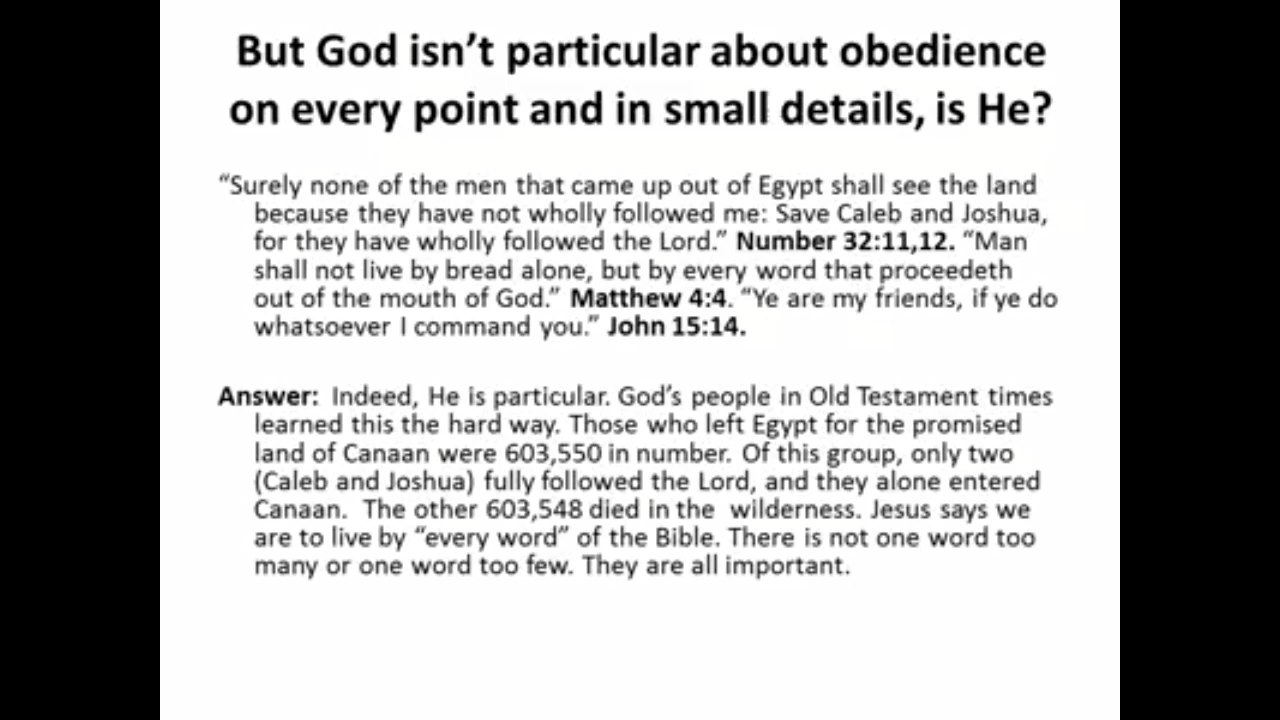 But God isn’t particular about obedience
on every point and in small details, is He?
“Surely none of the men that came up out of Egypt shall see the land
because they have not wholly followed me: Save Caleb and Joshua,
for they have wholly followed the Lord.” Number 32:11,12. “Man
shall not live by bread alone, but by every word that proceedeth
out of the mouth of God.” Matthew 4:4. “Ye are my friends, if ye do
whatsoever I command you.” John 15:14.
Answer: Indeed, He is particular. God’s people in Old Testament times
learned this the hard way. Those who left Egypt for the promised
land of Canaan were 603,550 in number. Of this group, only two
(Caleb and Joshua) fully followed the Lord, and they alone entered
Canaan. The other 603,548 died in the wilderness. Jesus says we
are to live by “every word” of the Bible. There is not one word too
many or one word too few. They are all important.